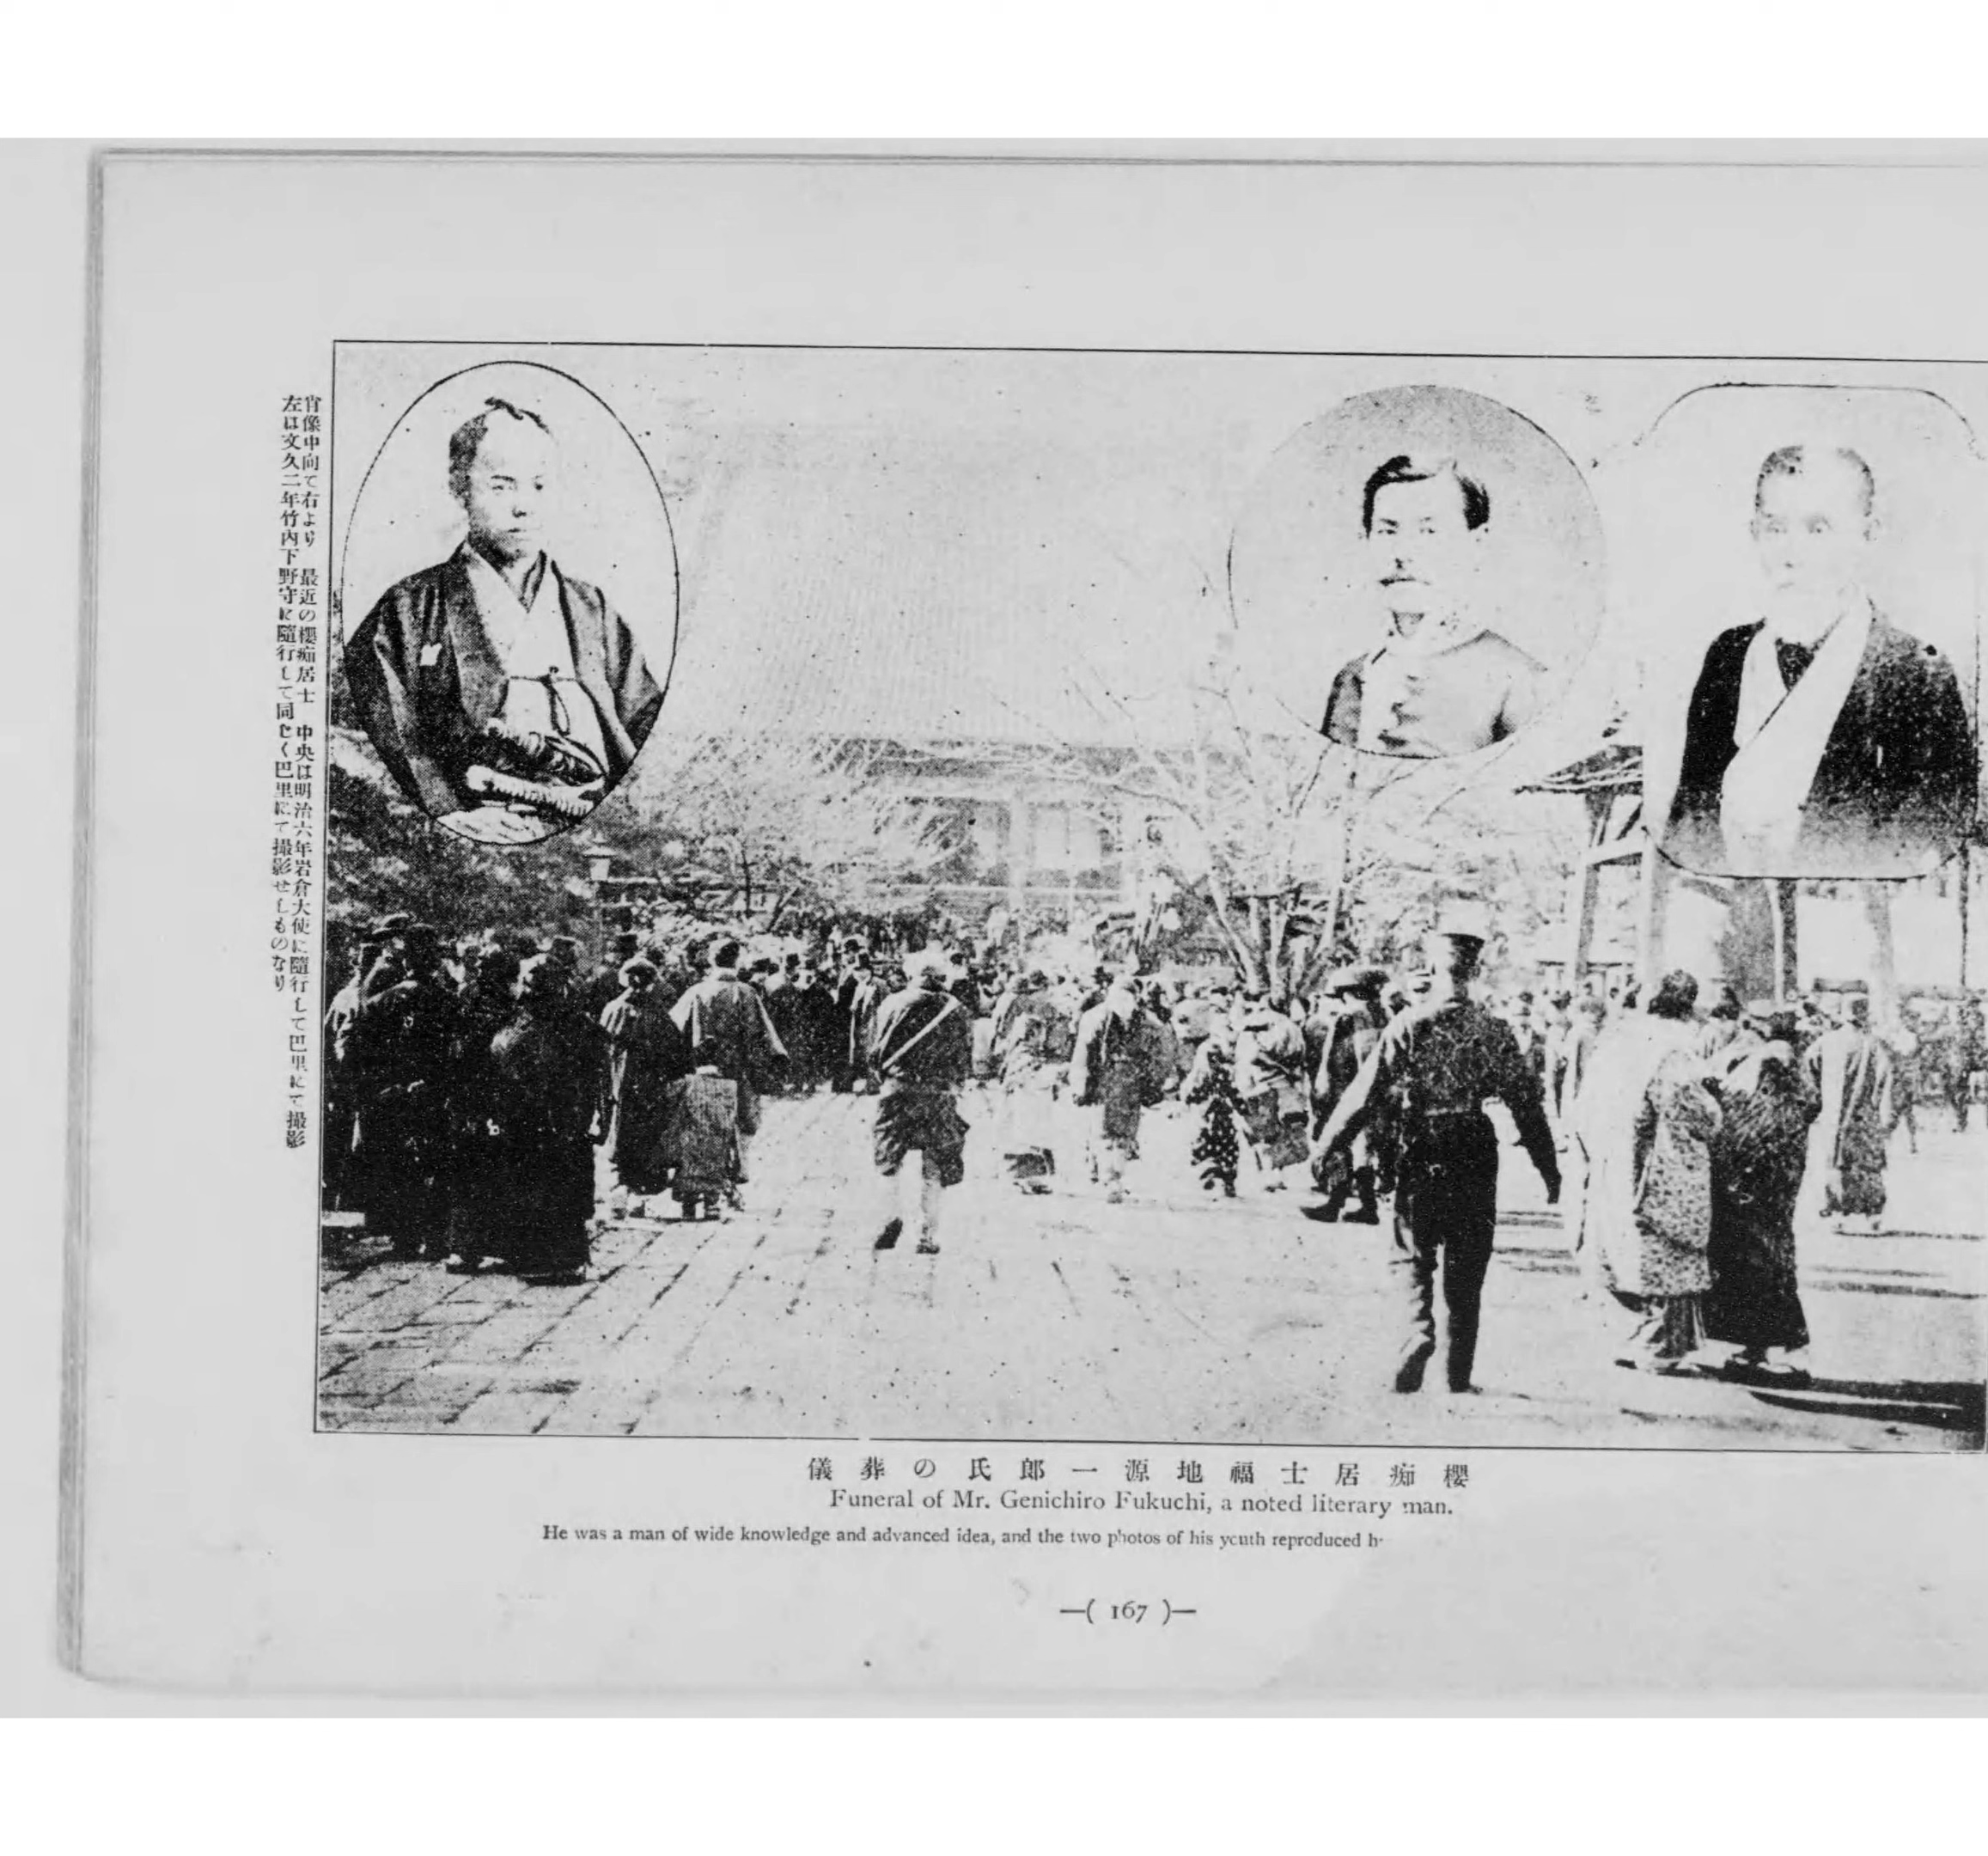 肖像中向て右より 最近の櫻痴居士 中央は明治六年岩倉大使に隨行して巴里にて撮影
左は文久二年竹内下野守に隨行して同じく巴里にて撮影せしものなり
儀葬の氏郎一源地福士居痴櫻
Funeral of Mr. Genichiro Fukuchi, a noted literary man.
He was a man of wide knowledge and advanced idea, and the two photos of his youth reproduced
—( 167 )—